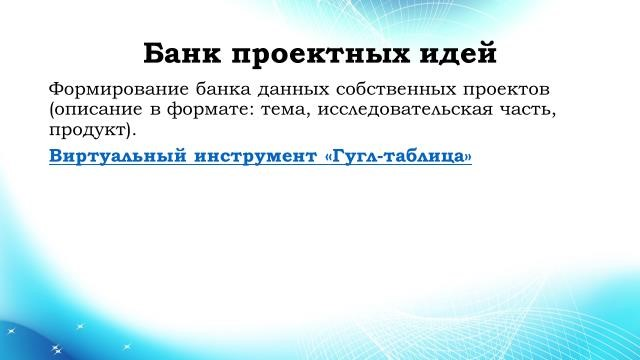 Банк проектных идей
Формирование банка данных собственных проектов
(описание в формате: тема, исследовательская часть,
продукт).
Виртуальный инструмент «Гугл-таблица»